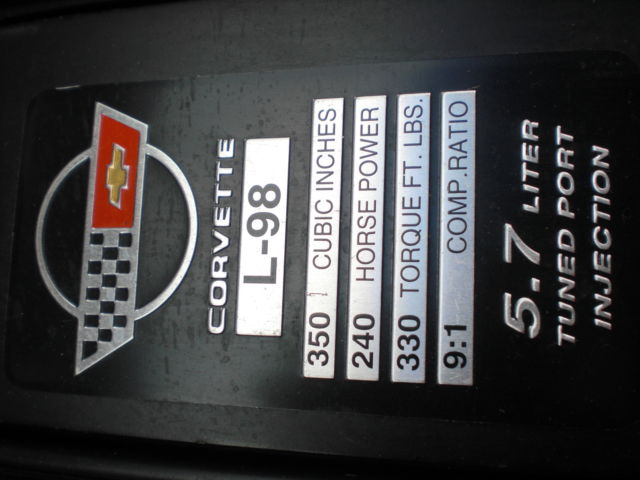 CORVETTE
L-98
350 CUBIC INCHES
240 HORSE POWER
330 TORQUE FT. LBS.
9:1 COMP. RATIO
5.7 LITER
TUNED PORT
INJECTION